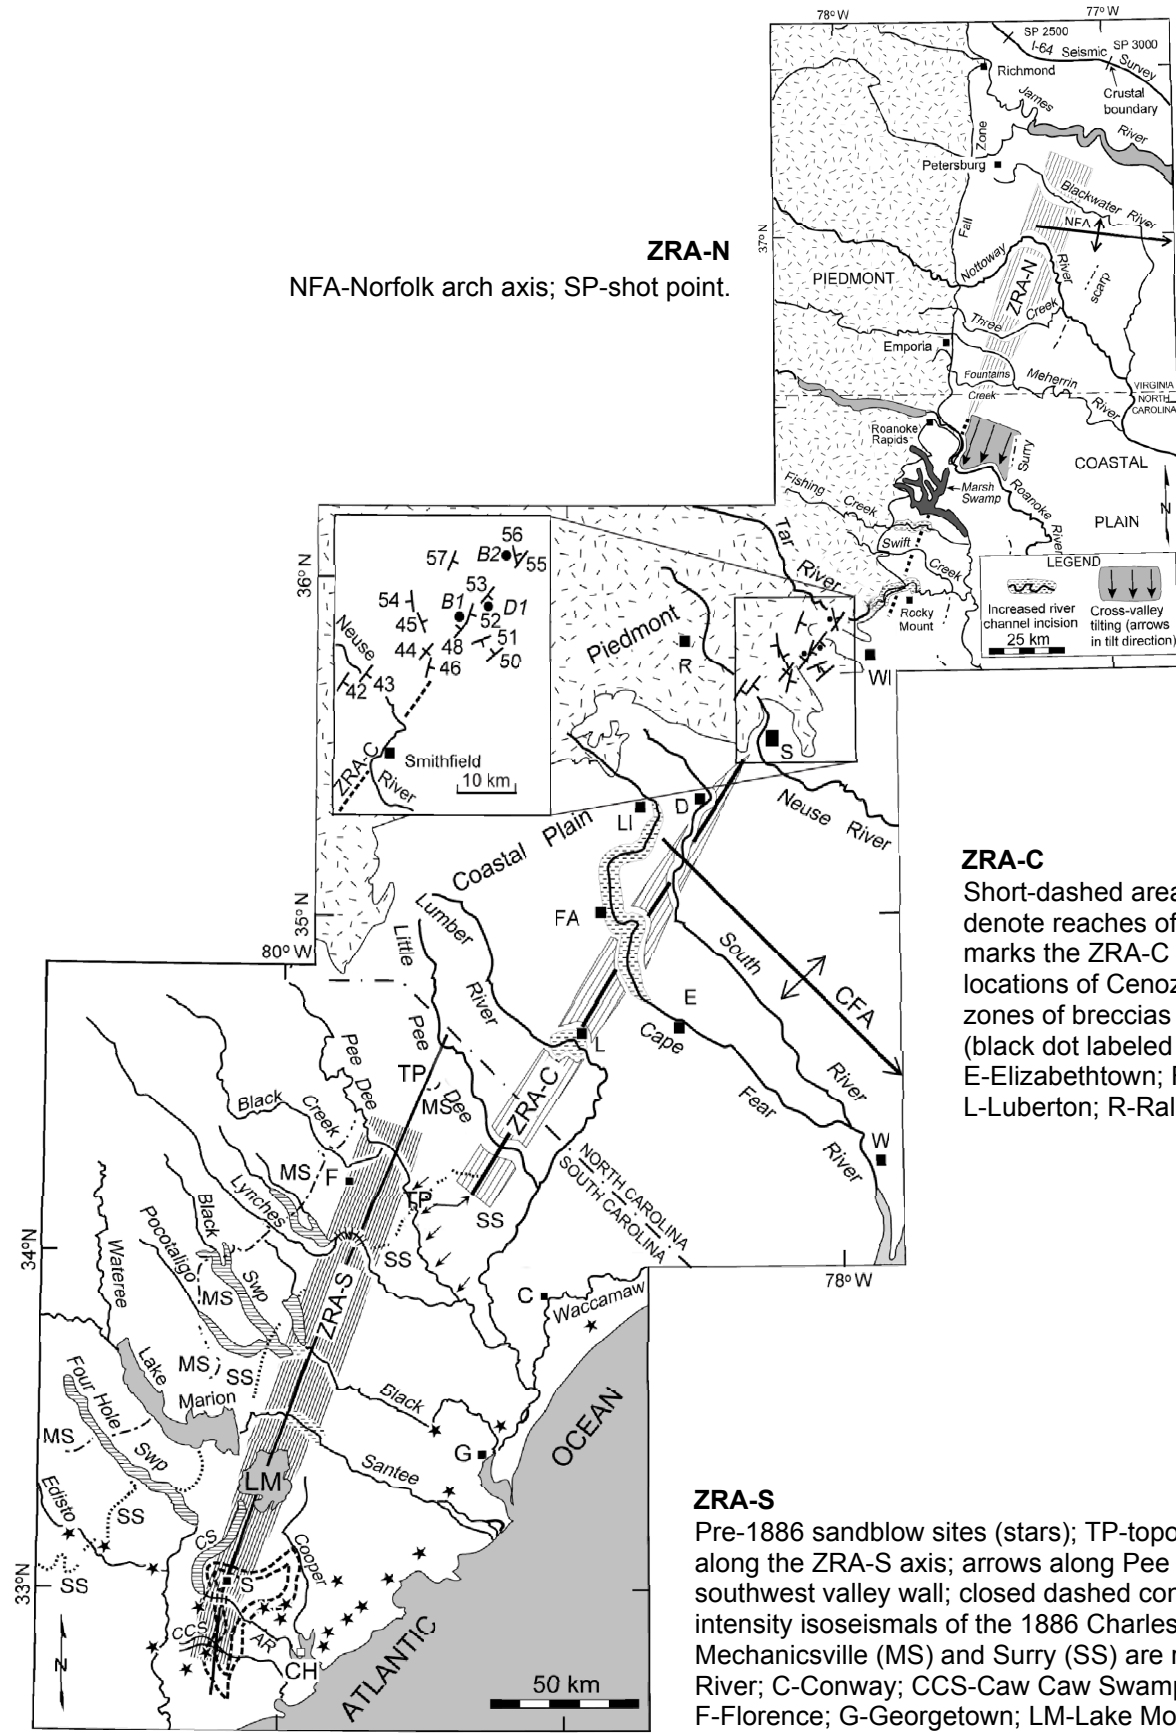 78° W
77° W
SP 2500
I-64 Seismic Survey
SP 3000
Richmond
Crustal
boundary
James
River
Zone
Petersburg
Blackwater River
NFA
37° N
Fall
ZRA-N
NFA-Norfolk arch axis; SP-shot point.
Nottoway
River
PIEDMONT
ZRA-N
scarp
Three Creek
Emporia
Fountains
Creek
Meherrin
River
VIRGINIA
NORTH
CAROLINA
Roanoke
Rapids
Surry
COASTAL
Marsh
Swamp
Roanoke
River
PLAIN
N
Fishing
Creek
Swift
Creek
LEGEND
Increased river
channel incision
25 km
Cross-valley
tilting (arrows
in tilt direction)
Rocky
Mount
Tar
River
36° N
56
57
B2
55
53
54
B1
D1
45
52
51
Neuse
44
48
50
46
43
42
Smithfield
ZRA-C
River
10 km
Piedmont
R
WI
S
Neuse River
D
LI
Coastal Plain
35° N
FA
80° W
Lumber
River
Little
Pee
Dee
South
River
CFA
E
Cape
Fear
River
L
ZRA-C
W
ZRA-C
Short-dashed area
denote reaches of
marks the ZRA-C
locations of Cenoz
zones of breccias
(black dot labeled
E-Elizabethtown; F
L-Luberton; R-Ral
Pee Dee
TP
MS
Black
Creek
MS
F
Lynches
TP
SS
SS
NORTH CAROLINA
SOUTH CAROLINA
34°N
78° W
Black
Swp
Pocotaligo
Wateree
MS
ZRA-S
C
Waccamaw
MS
SS
Lake
Marion
Four Hole
Swp
MS
Black
G
Santee
OCEAN
LM
Edisto
SS
CS
Cooper
S
33°N
SS
CCS
AR
CH
ATLANTIC
N
50 km
ZRA-S
Pre-1886 sandblow sites (stars); TP-topo
along the ZRA-S axis; arrows along Pee
southwest valley wall; closed dashed con
intensity isoseismals of the 1886 Charles
Mechanicsville (MS) and Surry (SS) are
River; C-Conway; CCS-Caw Caw Swamp
F-Florence; G-Georgetown; LM-Lake Mo